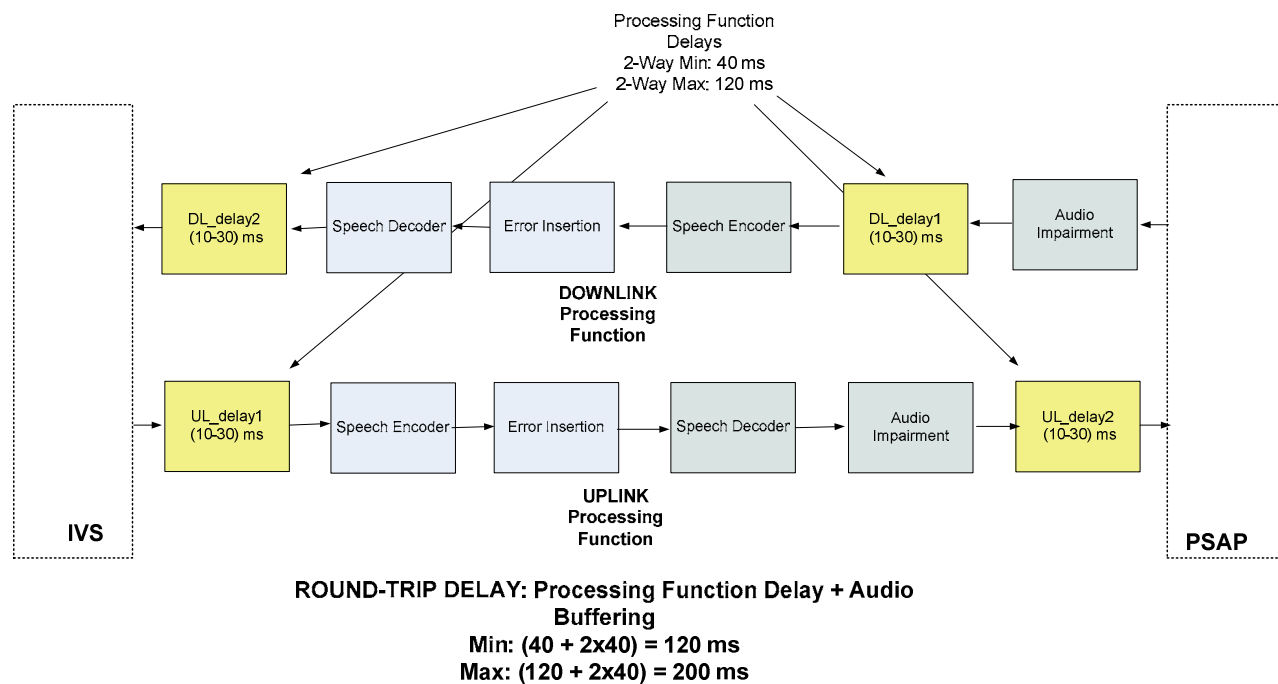 Processing Function
Delays
2-Way Min: 40 ms
2-Way Max: 120 ms
DL_delay2
(10-30) ms
Speech Decoder
Error Insertion
Speech Encoder
DL_delay1
(10-30) ms
Audio
Impairment
DOWNLINK
Processing
Function
UL_delay1
(10-30) ms
Speech Encoder
Error Insertion
Speech Decoder
Audio
Impairment
UL_delay2
(10-30) ms
UPLINK
Processing
Function
IVS
PSAP
ROUND-TRIP DELAY: Processing Function Delay + Audio
Buffering
Min: (40 + 2x40) = 120 ms
Max: (120 + 2x40) = 200 ms